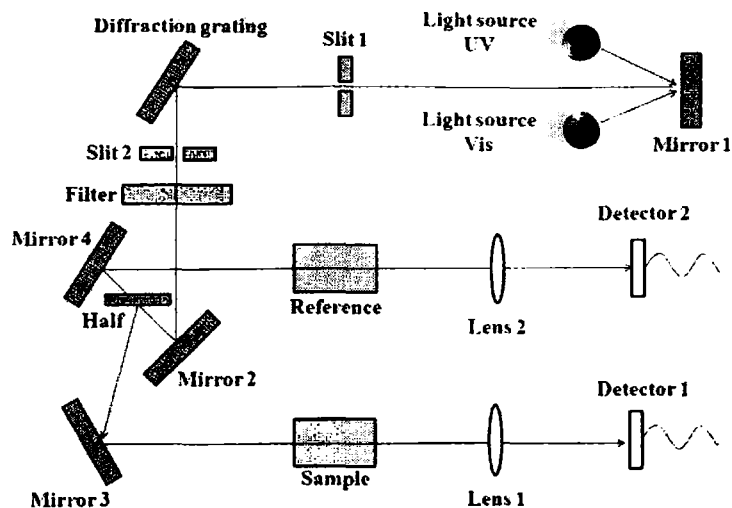 Diffraction grating
Slit 1
Light source
UV
Light source
Vis
Mirror 1
Slit 2
Filter
Mirror 4
Detector 2
Half
Reference
Lens 2
Mirror 2
Detector 1
Mirror 3
Sample
Lens 1